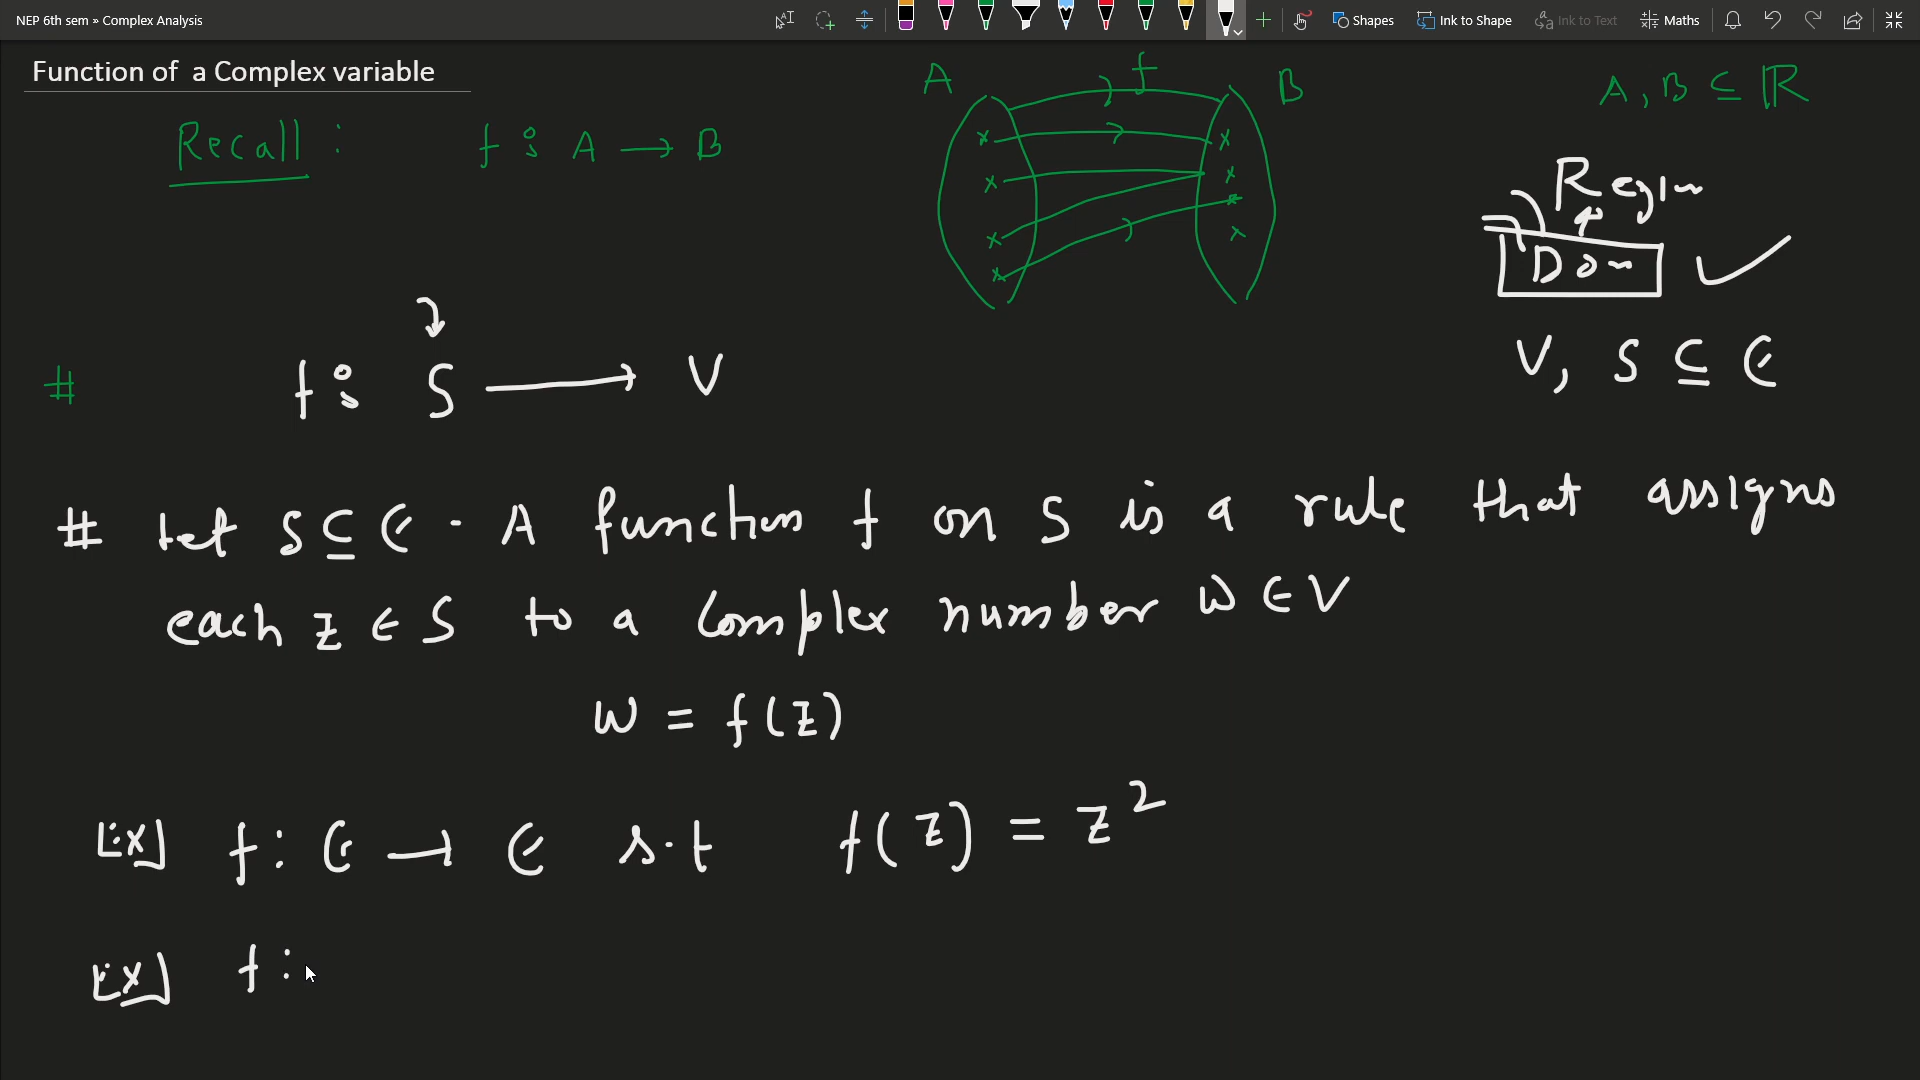 NEP 6th sem » Complex Analysis
Shapes Ink to Shape Ink to Text Maths
Function of a Complex variable
Recall : f : A → B
A f B
A, B ⊆ ℝ
Region
Dom
f : S → V
V, S ⊆ ℂ
#
# Let S ⊆ ℂ . A function f on S is a rule that assigns
each z ∈ S to a complex number w ∈ V
w = f(z)
Ex f : ℂ → ℂ s.t f(z) = z²
Ex f :